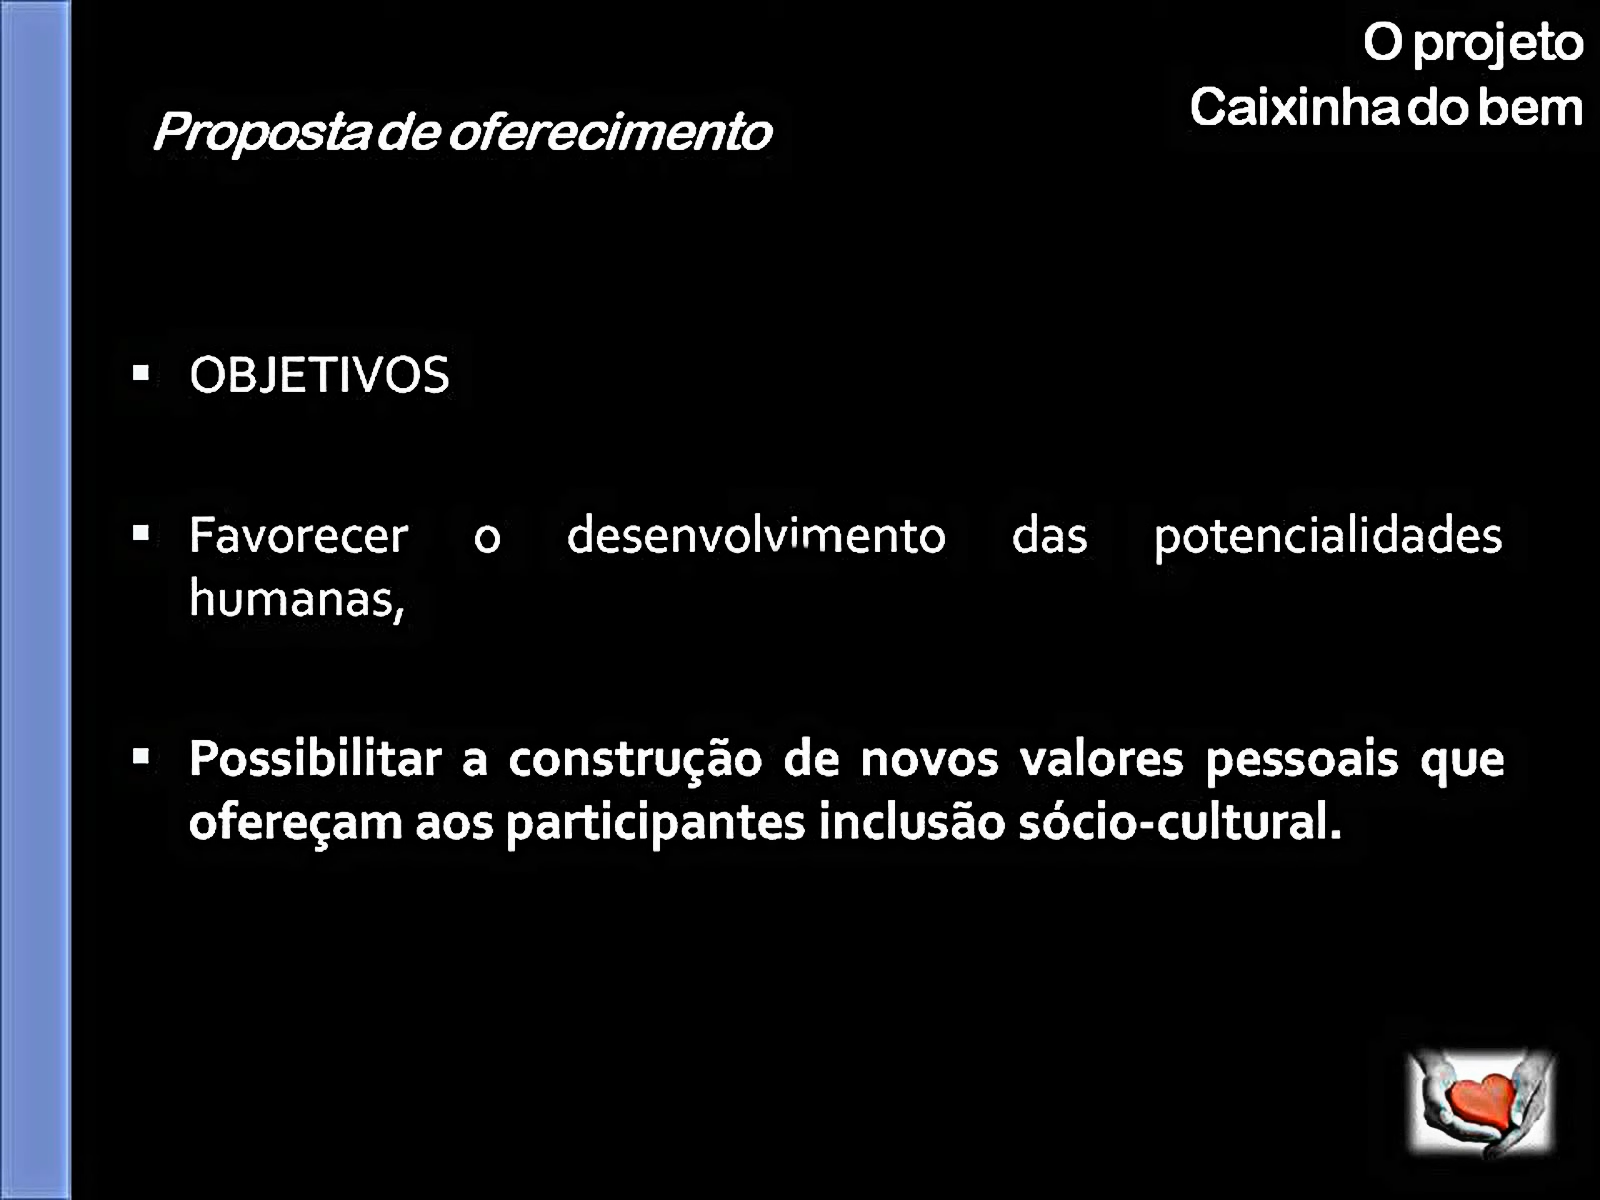 O projeto
Caixinha do bem
Proposta de oferecimento
▪ OBJETIVOS
▪ Favorecer o desenvolvimento das potencialidades
humanas,
▪ Possibilitar a construção de novos valores pessoais que
ofereçam aos participantes inclusão sócio-cultural.